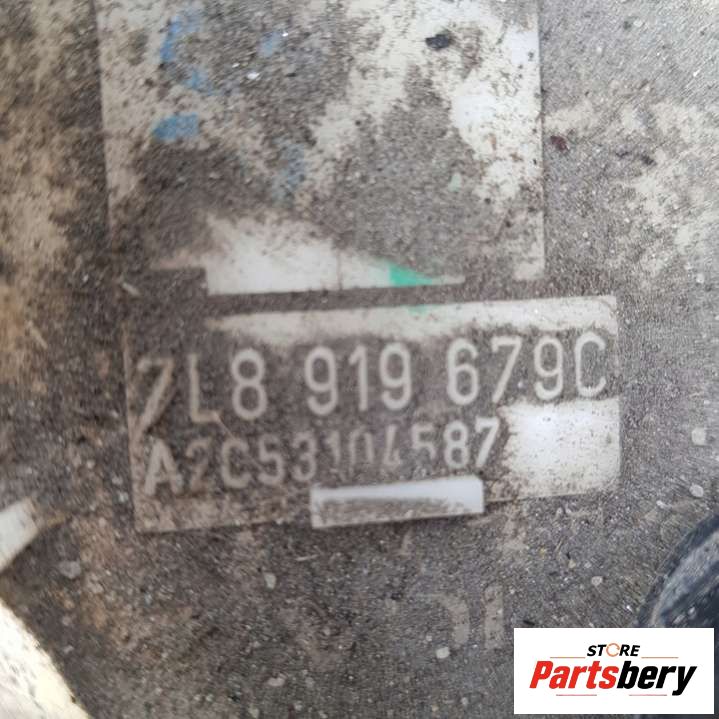 7L8 919 679C
A2C53104587
STORE
Partsbery